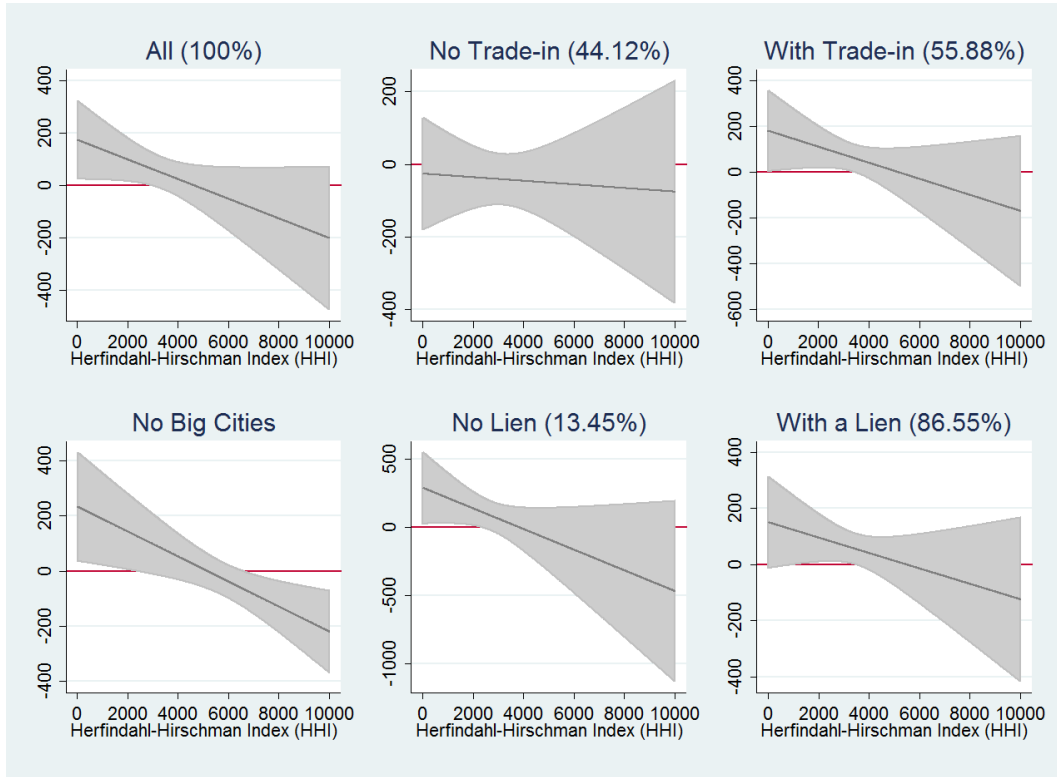 All (100%)
400
200
0
-200
-400
0 2000 4000 6000 8000 10000
Herfindahl-Hirschman Index (HHI)
No Trade-in (44.12%)
200
0
-200
-400
0 2000 4000 6000 8000 10000
Herfindahl-Hirschman Index (HHI)
With Trade-in (55.88%)
400
200
0
-200
-400
-600
0 2000 4000 6000 8000 10000
Herfindahl-Hirschman Index (HHI)
No Big Cities
400
200
0
-200
-400
0 2000 4000 6000 8000 10000
Herfindahl-Hirschman Index (HHI)
No Lien (13.45%)
500
0
-500
-1000
0 2000 4000 6000 8000 10000
Herfindahl-Hirschman Index (HHI)
With a Lien (86.55%)
400
200
0
-200
-400
0 2000 4000 6000 8000 10000
Herfindahl-Hirschman Index (HHI)